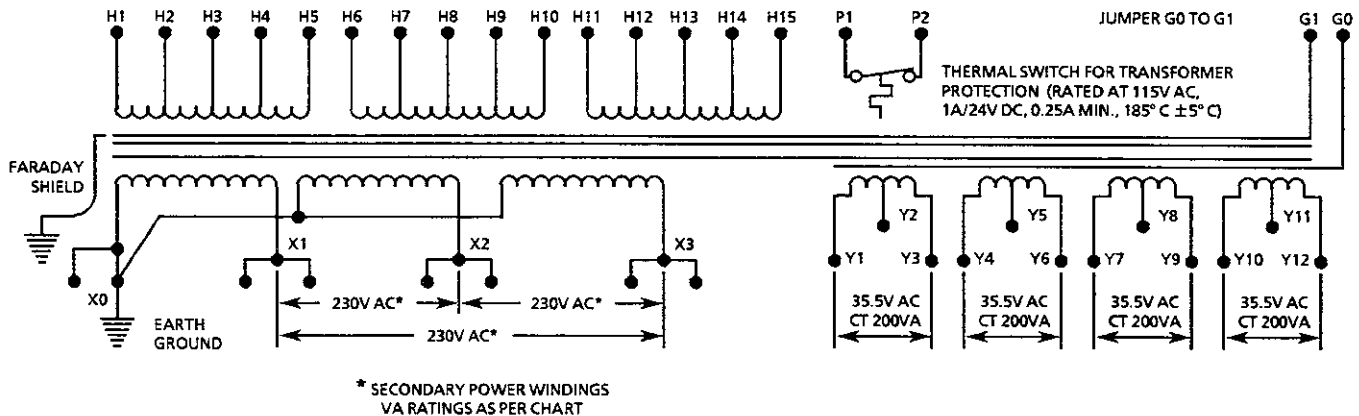 H1 H2 H3 H4 H5 H6 H7 H8 H9 H10 H11 H12 H13 H14 H15 P1 P2 JUMPER G0 TO G1 G1 G0
THERMAL SWITCH FOR TRANSFORMER
PROTECTION (RATED AT 115V AC,
1A/24V DC, 0.25A MIN., 185° C ±5° C)
FARADAY
SHIELD
X0
EARTH
GROUND
X1
X2
X3
230V AC*
230V AC*
230V AC*
* SECONDARY POWER WINDINGS
VA RATINGS AS PER CHART
Y2
Y1 Y3
35.5V AC
CT 200VA
Y5
Y4 Y6
35.5V AC
CT 200VA
Y8
Y7 Y9
35.5V AC
CT 200VA
Y11
Y10 Y12
35.5V AC
CT 200VA